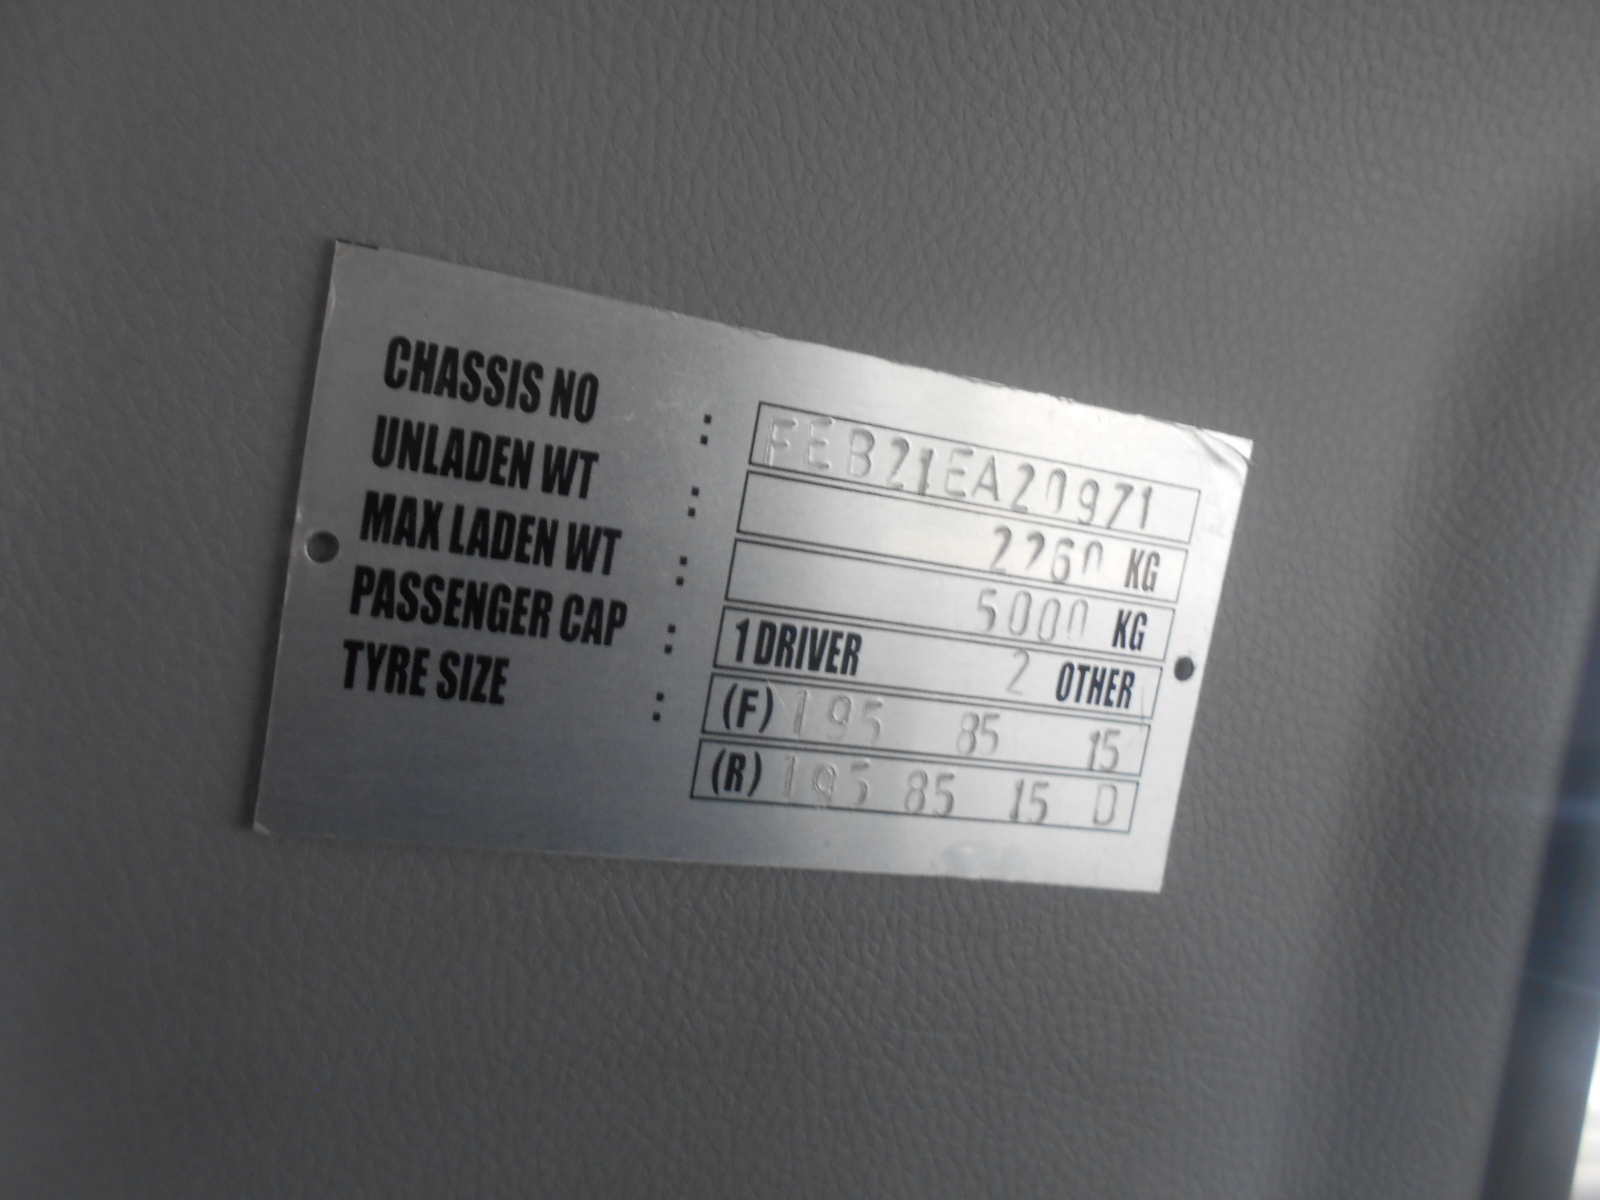 CHASSIS NO : FEB21EA20971
UNLADEN WT : 2260 KG
MAX LADEN WT : 5000 KG
PASSENGER CAP : 1 DRIVER 2 OTHER
TYRE SIZE : (F) 195 85 15
(R) 195 85 15 D